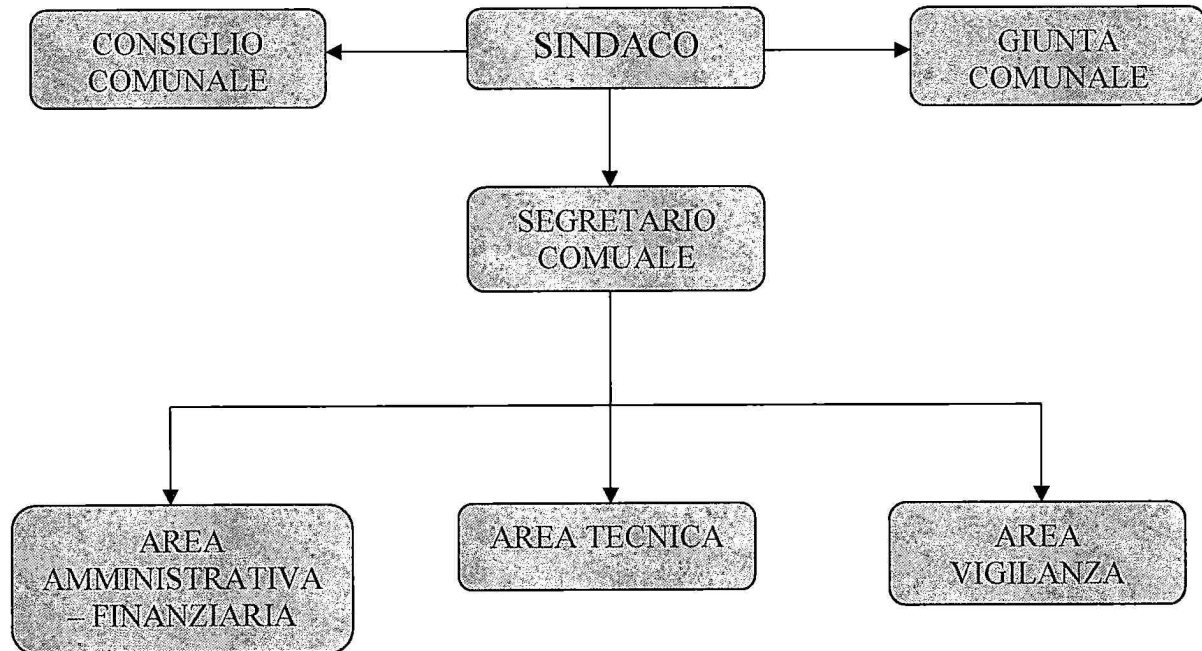 CONSIGLIO
COMUNALE
SINDACO
GIUNTA
COMUNALE
SEGRETARIO
COMUALE
AREA
AMMINISTRATIVA
– FINANZIARIA
AREA TECNICA
AREA
VIGILANZA